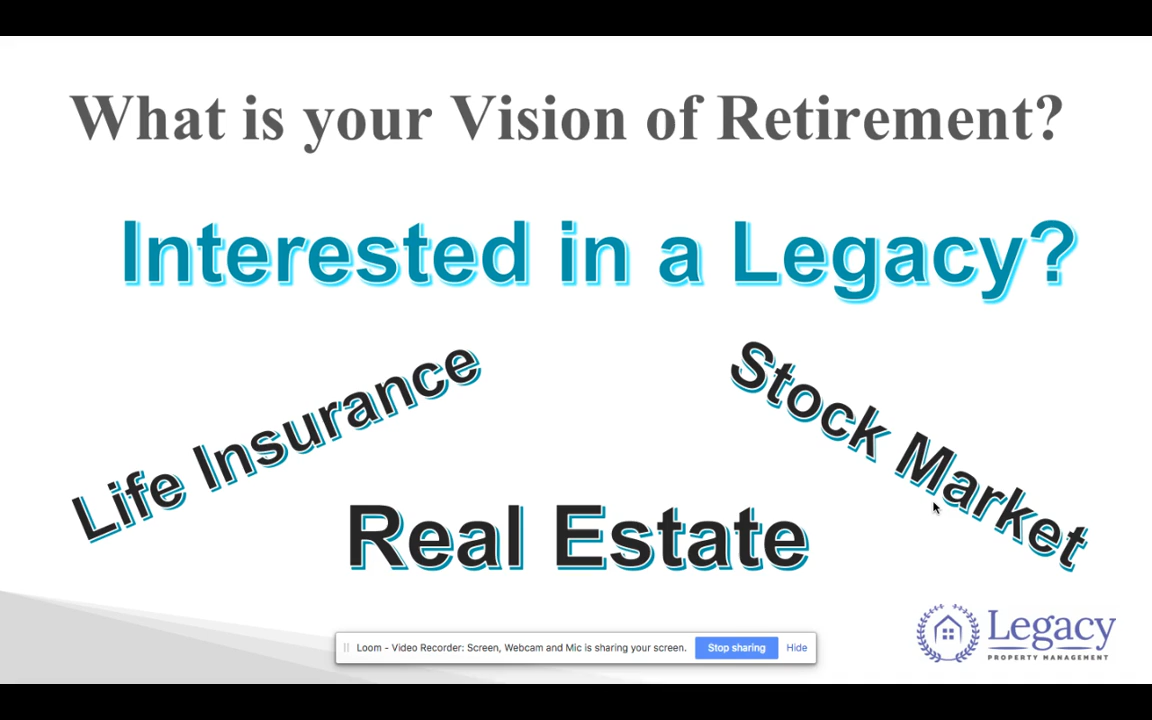 What is your Vision of Retirement?
Interested in a Legacy?
Life Insurance
Stock Market
Real Estate
Loom - Video Recorder: Screen, Webcam and Mic is sharing your screen.
Stop sharing
Hide
Legacy
PROPERTY MANAGEMENT